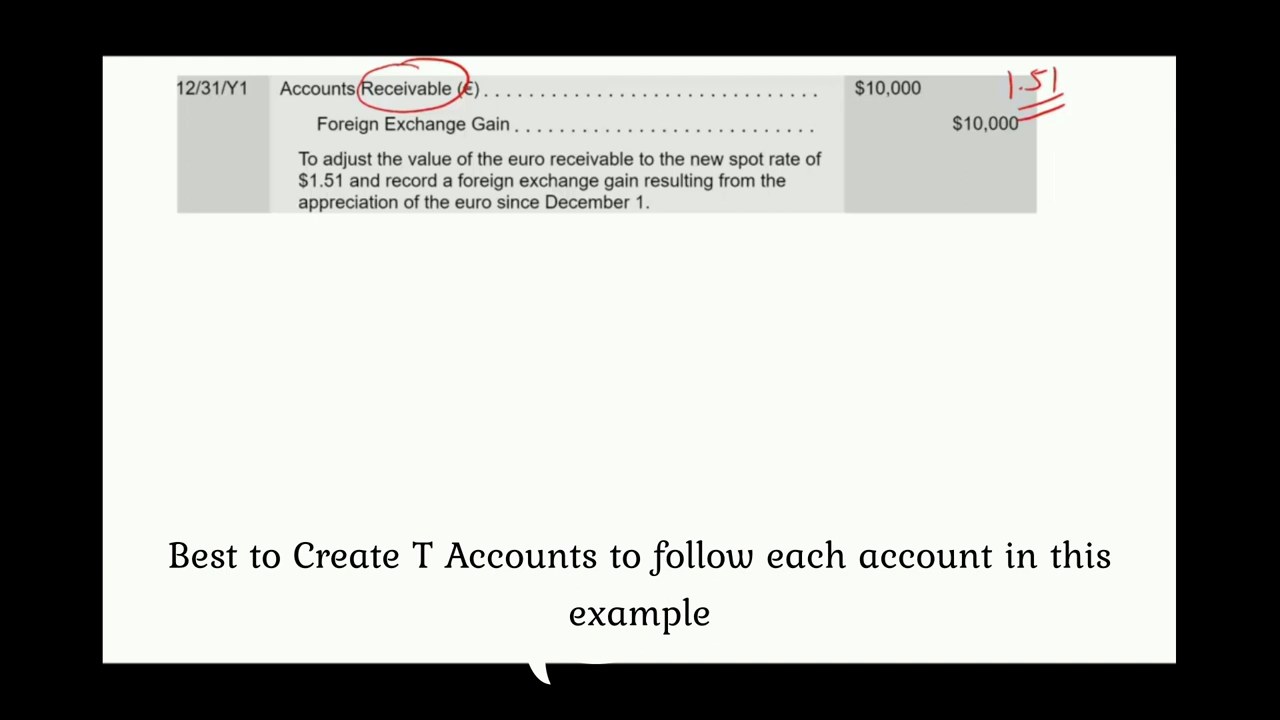 12/31/Y1 Accounts Receivable (€) . . . . . . . . . . . . . . . . . . . . . . . . . . . . . . . $10,000 1.51
Foreign Exchange Gain . . . . . . . . . . . . . . . . . . . . . . . . . . . $10,000
To adjust the value of the euro receivable to the new spot rate of
$1.51 and record a foreign exchange gain resulting from the
appreciation of the euro since December 1.
Best to Create T Accounts to follow each account in this
example